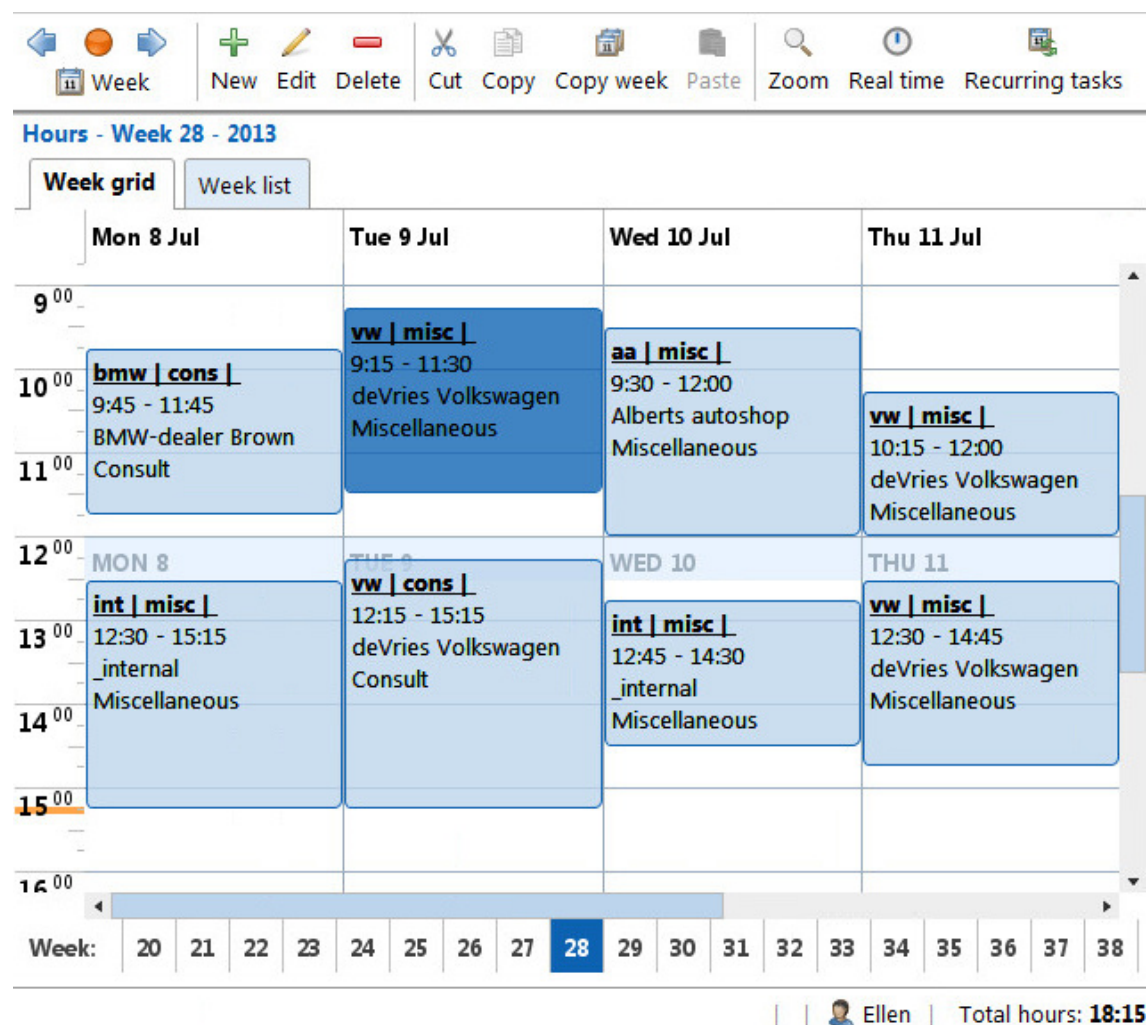 Week New Edit Delete Cut Copy Copy week Paste Zoom Real time Recurring tasks
Hours - Week 28 - 2013
Week grid Week list
Mon 8 Jul Tue 9 Jul Wed 10 Jul Thu 11 Jul
9 00
10 00
11 00
12 00
13 00
14 00
15 00
16 00
bmw | cons |
9:45 - 11:45
BMW-dealer Brown
Consult
MON 8
int | misc |
12:30 - 15:15
_internal
Miscellaneous
vw | misc |
9:15 - 11:30
deVries Volkswagen
Miscellaneous
TUE 9
vw | cons |
12:15 - 15:15
deVries Volkswagen
Consult
aa | misc |
9:30 - 12:00
Alberts autoshop
Miscellaneous
WED 10
int | misc |
12:45 - 14:30
_internal
Miscellaneous
vw | misc |
10:15 - 12:00
deVries Volkswagen
Miscellaneous
THU 11
vw | misc |
12:30 - 14:45
deVries Volkswagen
Miscellaneous
Week: 20 21 22 23 24 25 26 27 28 29 30 31 32 33 34 35 36 37 38
| | Ellen | Total hours: 18:15